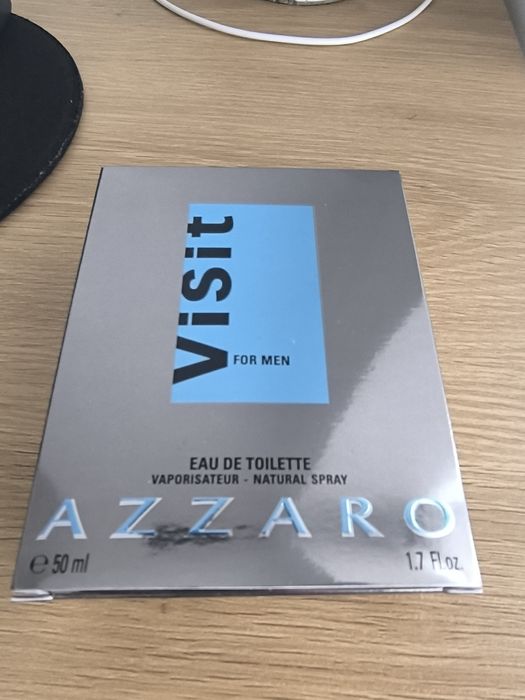 Visit
FOR MEN
EAU DE TOILETTE
VAPORISATEUR - NATURAL SPRAY
AZZARO
℮ 50 ml
1.7 Fl.oz.